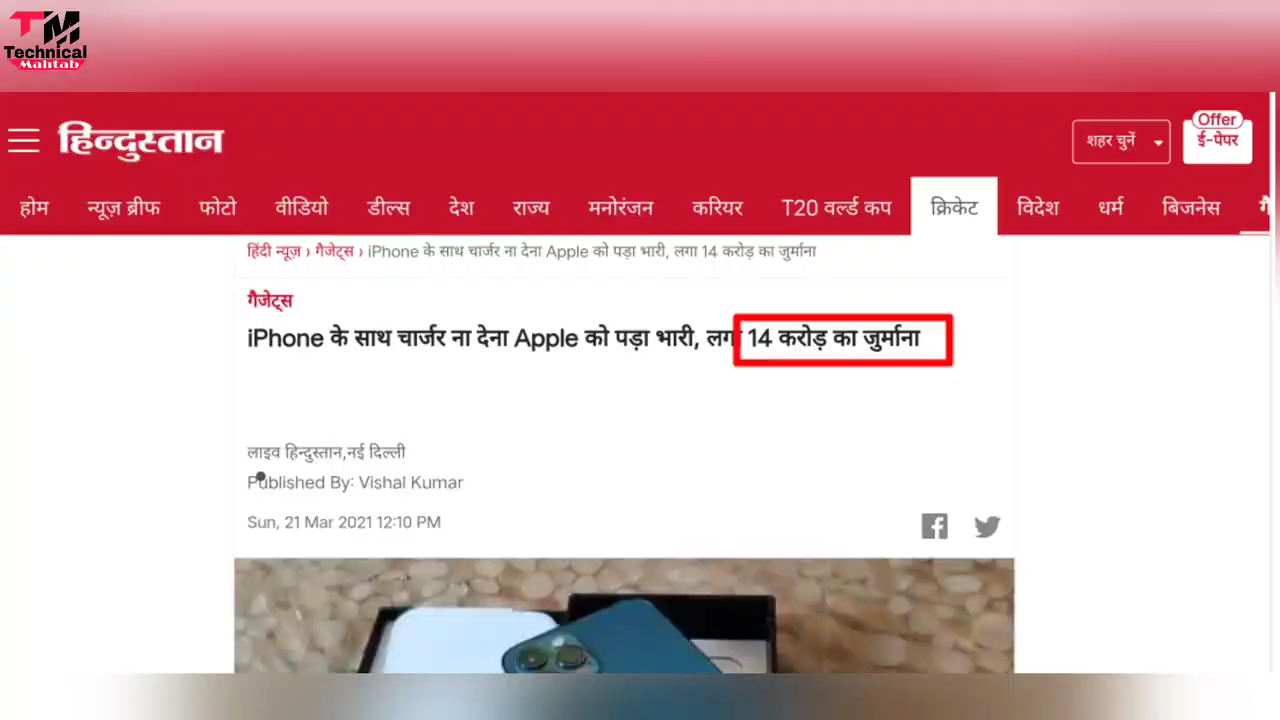 TM
Technical
Mahtab
हिन्दुस्तान
शहर चुनें
Offer
ई-पेपर
होम न्यूज़ ब्रीफ फोटो वीडियो डील्स देश राज्य मनोरंजन करियर T20 वर्ल्ड कप क्रिकेट विदेश धर्म बिजनेस
हिंदी न्यूज़ › गैजेट्स › iPhone के साथ चार्जर ना देना Apple को पड़ा भारी, लगा 14 करोड़ का जुर्माना
गैजेट्स
iPhone के साथ चार्जर ना देना Apple को पड़ा भारी, लगा 14 करोड़ का जुर्माना
लाइव हिन्दुस्तान,नई दिल्ली
Published By: Vishal Kumar
Sun, 21 Mar 2021 12:10 PM